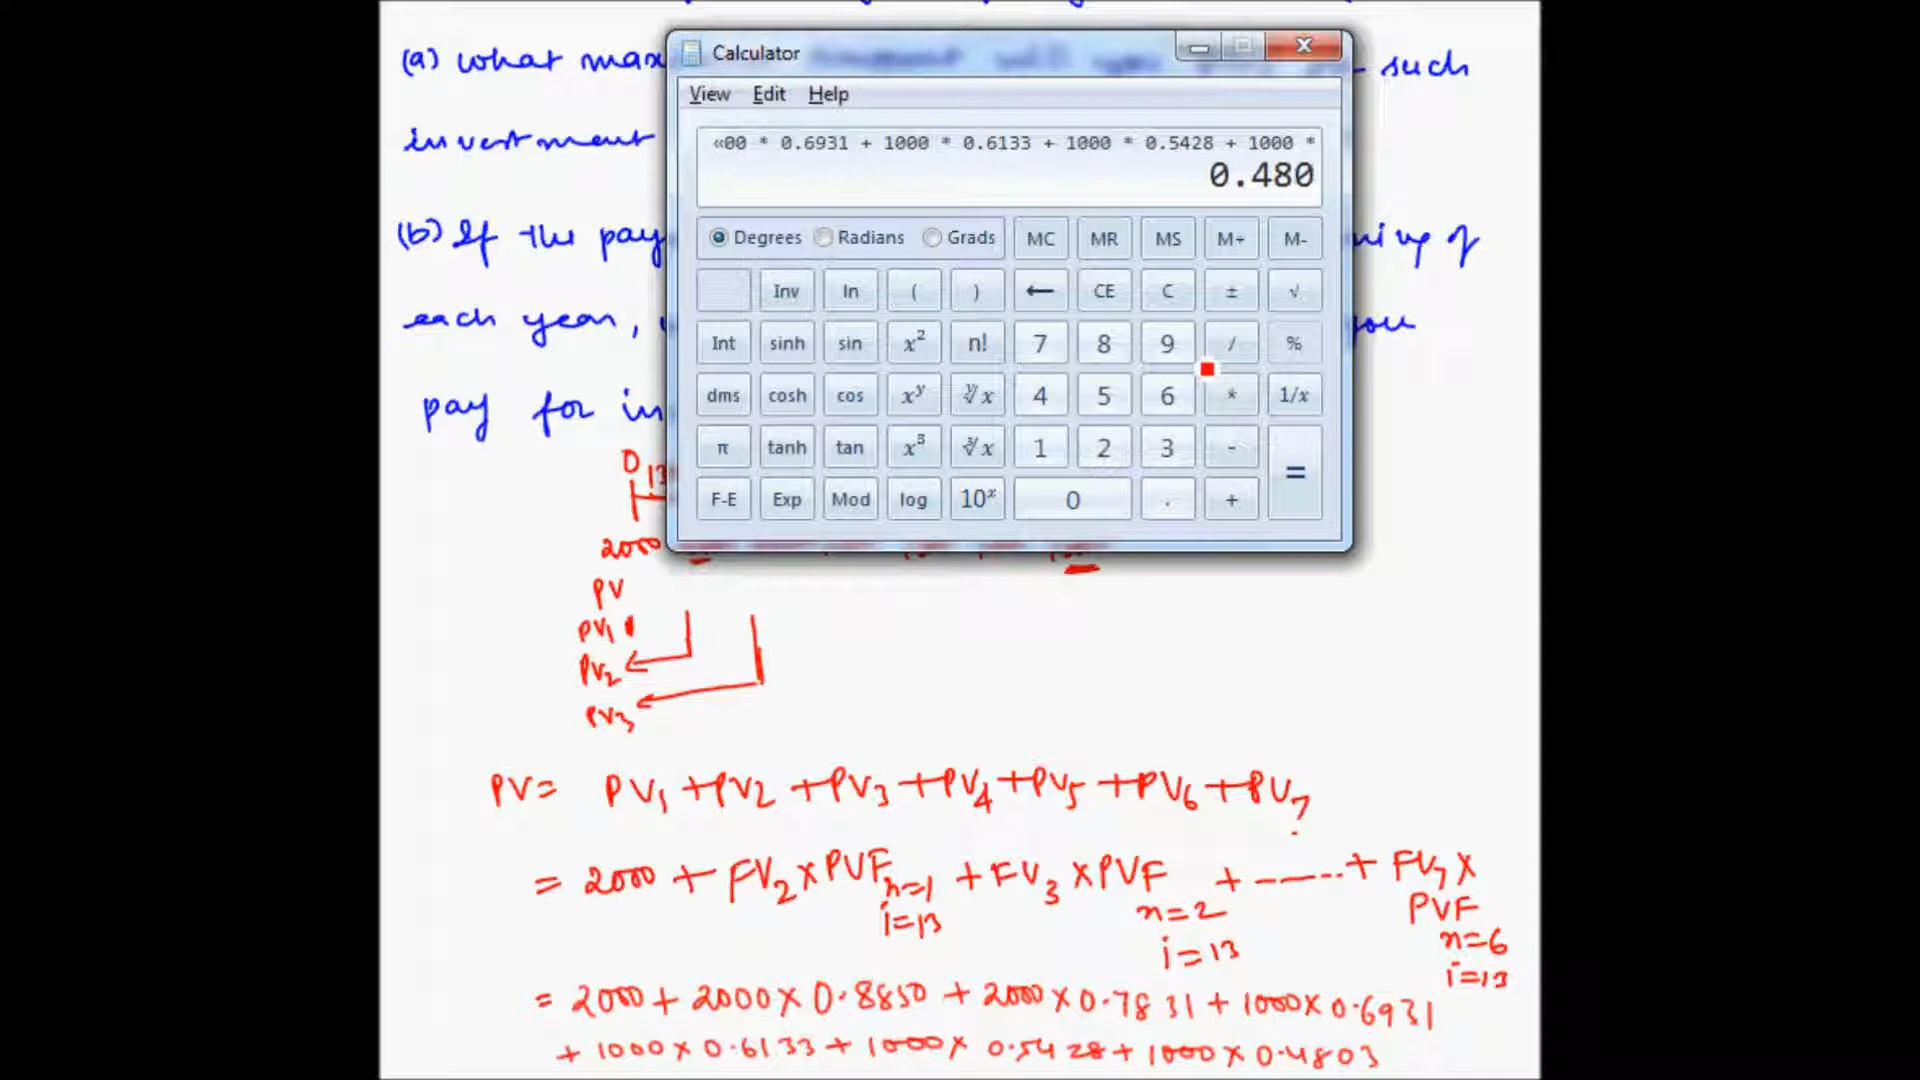 (a) what max such
Calculator
View Edit Help
investment
«00 * 0.6931 + 1000 * 0.6133 + 1000 * 0.5428 + 1000 *
0.480
(b) If the pay of
Degrees Radians Grads MC MR MS M+ M-
Inv ln ( ) ← CE C ± √
each year, you
Int sinh sin x² n! 7 8 9 / %
dms cosh cos xʸ ʸ√x 4 5 6 * 1/x
pay for in
π tanh tan x³ ³√x 1 2 3 - =
0 13
F-E Exp Mod log 10ˣ 0 . +
2000
PV
PV1
PV2
PV3
PV= PV1 +PV2 +PV3 +PV4 +PV5 +PV6 +PV7
= 2000 + FV2 x PVF n=1 i=13 + FV3 x PVF n=2 i=13 + ------ + FV7 x PVF n=6 i=13
= 2000 + 2000 x 0.8850 + 2000 x 0.7831 + 1000 x 0.6931
+ 1000 x 0.6133 + 1000 x 0.5428 + 1000 x 0.4803